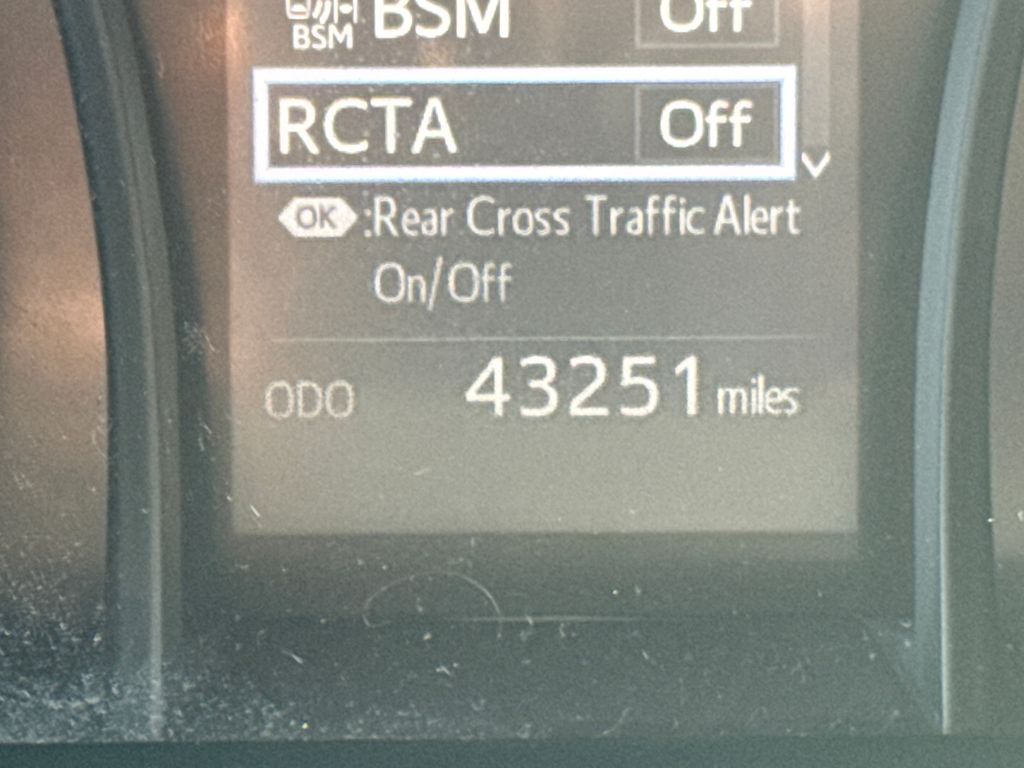 BSM Off
BSM
RCTA Off
OK :Rear Cross Traffic Alert
On/Off
ODO 43251 miles